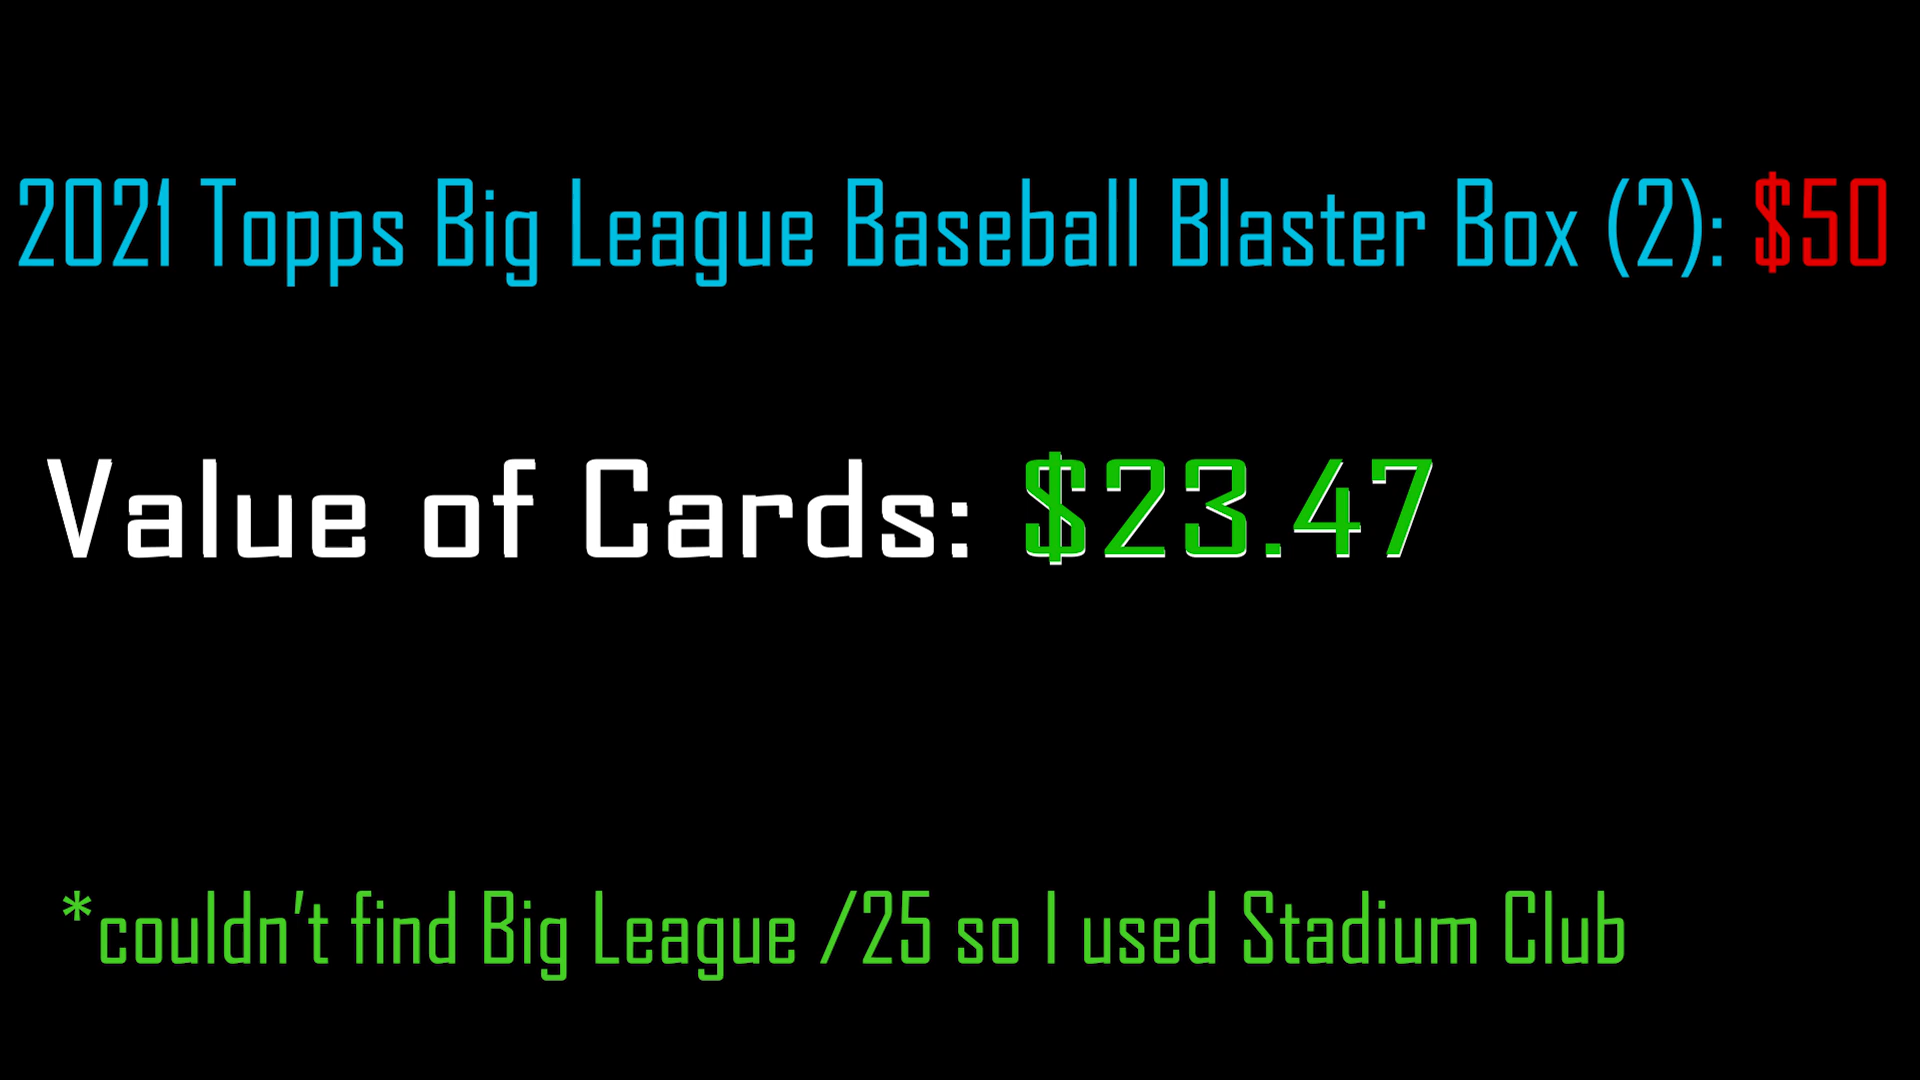 2021 Topps Big League Baseball Blaster Box (2): $50
Value of Cards: $23.47
*couldn't find Big League /25 so I used Stadium Club